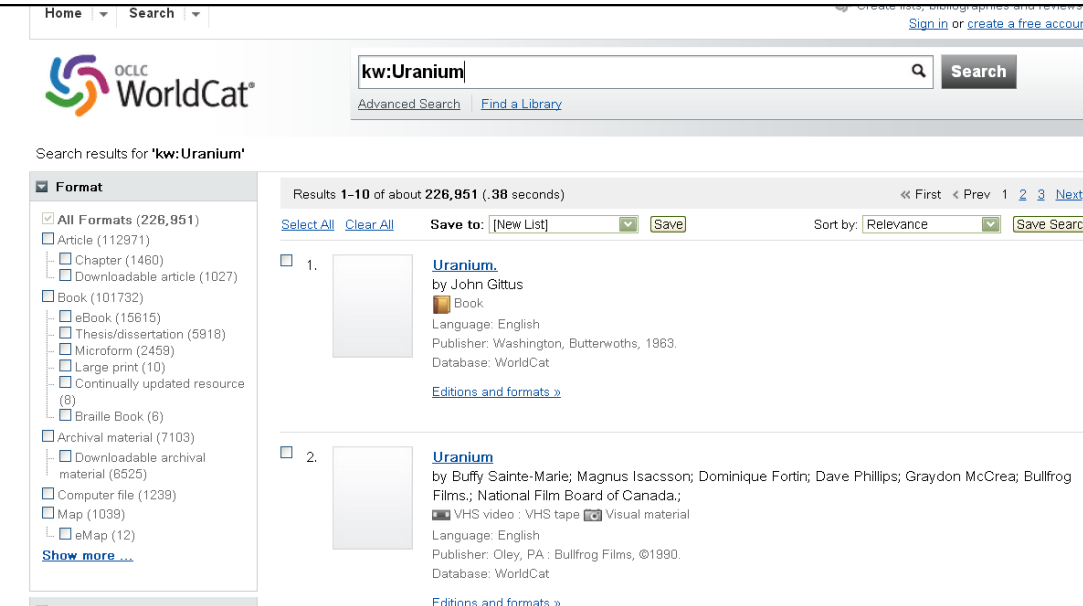 Home Search
Create lists, bibliographies and reviews
Sign in or create a free accoun
OCLC
WorldCat®
kw:Uranium
Search
Advanced Search Find a Library
Search results for 'kw:Uranium'
Format
All Formats (226,951)
Article (112971)
Chapter (1460)
Downloadable article (1027)
Book (101732)
eBook (15615)
Thesis/dissertation (5918)
Microform (2459)
Large print (10)
Continually updated resource
(8)
Braille Book (6)
Archival material (7103)
Downloadable archival
material (6525)
Computer file (1239)
Map (1039)
eMap (12)
Show more ...
Results 1-10 of about 226,951 (.38 seconds)
« First < Prev 1 2 3 Next
Select All Clear All Save to: [New List] Save Sort by: Relevance Save Searc
1.
Uranium.
by John Gittus
Book
Language: English
Publisher: Washington, Butterwoths, 1963.
Database: WorldCat
Editions and formats »
2.
Uranium
by Buffy Sainte-Marie; Magnus Isacsson; Dominique Fortin; Dave Phillips; Graydon McCrea; Bullfrog
Films.; National Film Board of Canada.;
VHS video : VHS tape Visual material
Language: English
Publisher: Oley, PA : Bullfrog Films, ©1990.
Database: WorldCat
Editions and formats »